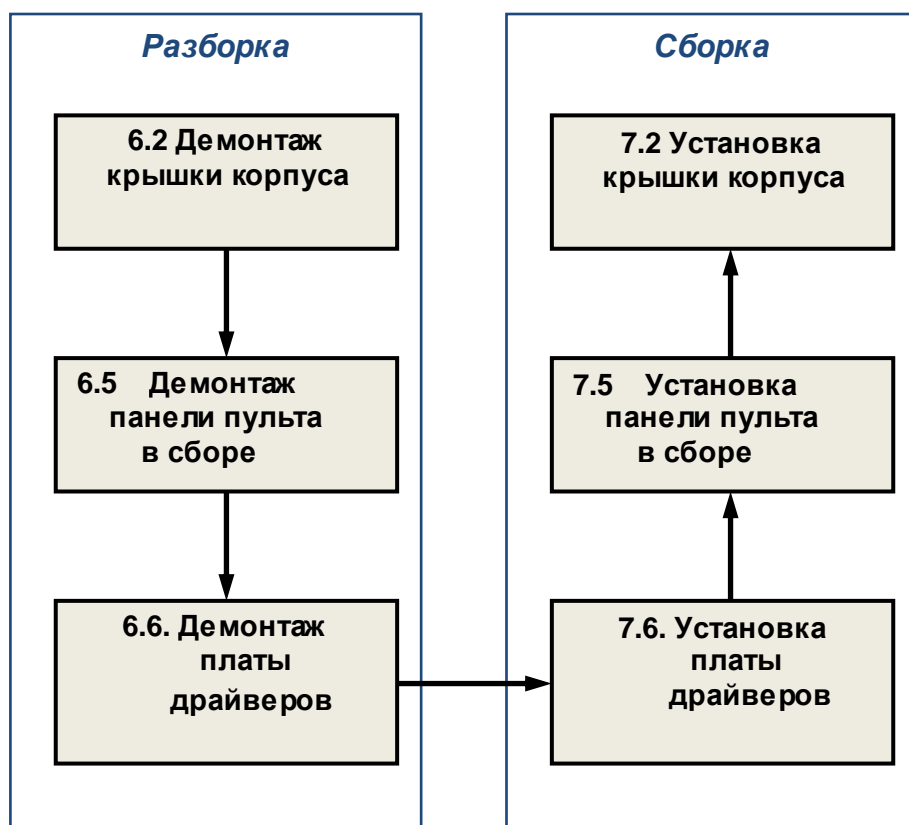 Разборка
6.2 Демонтаж
крышки корпуса
6.5 Демонтаж
панели пульта
в сборе
6.6. Демонтаж
платы
драйверов
Сборка
7.2 Установка
крышки корпуса
7.5 Установка
панели пульта
в сборе
7.6. Установка
платы
драйверов